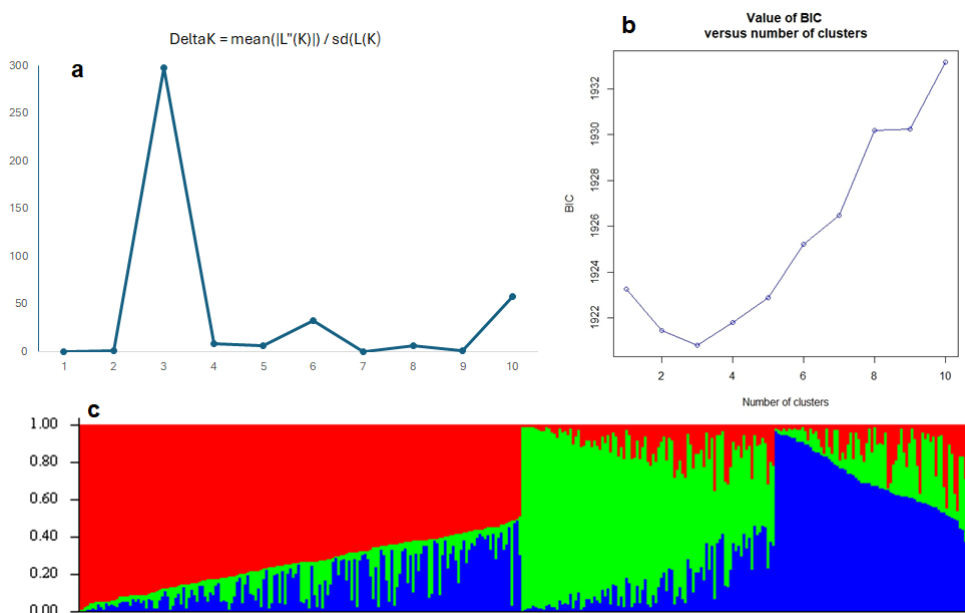 DeltaK = mean(|L"(K)|) / sd(L(K)
a
300
250
200
150
100
50
0
1 2 3 4 5 6 7 8 9 10
b
Value of BIC
versus number of clusters
BIC
1932
1930
1928
1926
1924
1922
2 4 6 8 10
Number of clusters
c
1.00
0.80
0.60
0.40
0.20
0.00